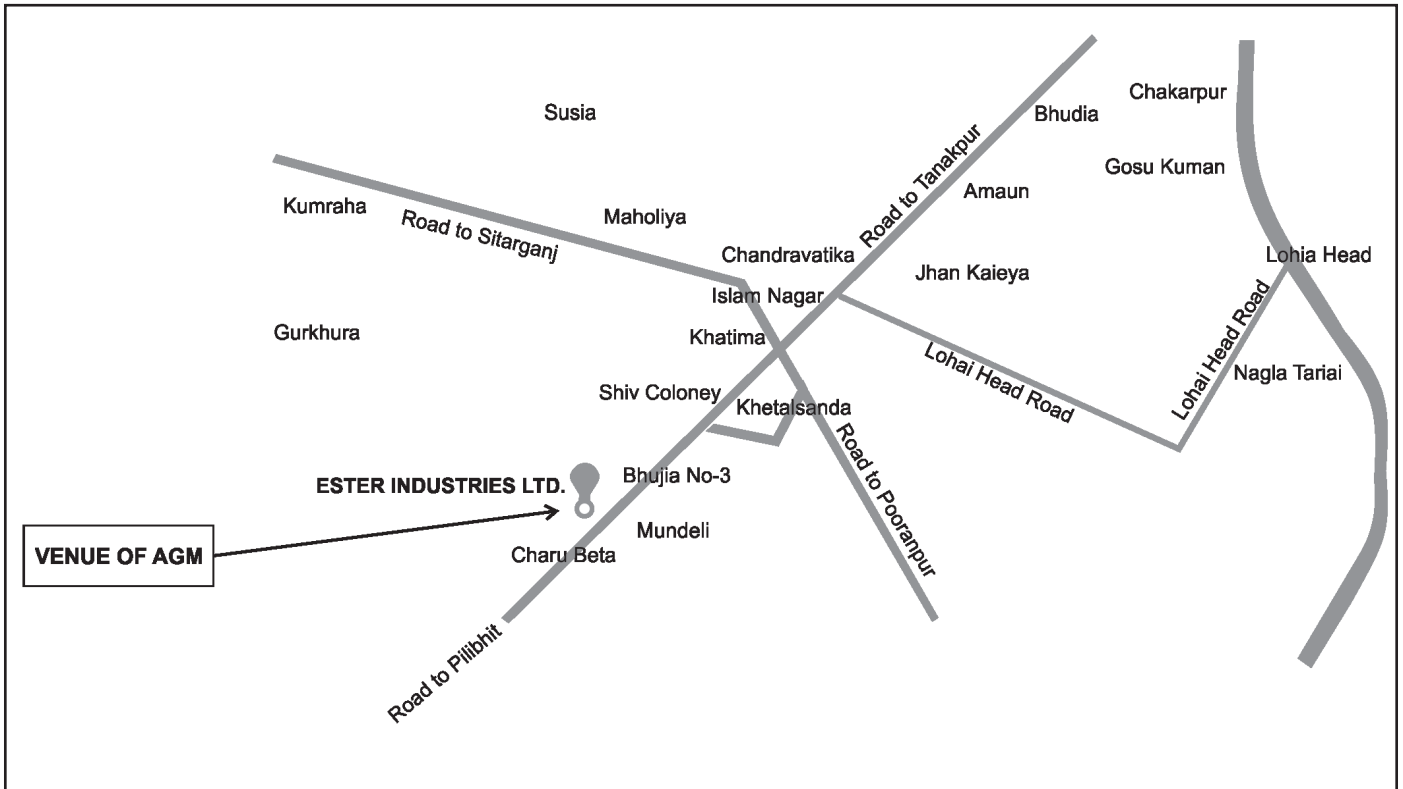 Chakarpur
Susia
Bhudia
Road to Tanakpur
Gosu Kuman
Kumraha
Amaun
Road to Sitarganj
Maholiya
Chandravatika
Lohia Head
Jhan Kaieya
Islam Nagar
Gurkhura
Khatima
Lohai Head Road
Lohai Head Road
Nagla Tariai
Shiv Coloney
Khetalsanda
Road to Pooranpur
Bhujia No-3
ESTER INDUSTRIES LTD.
Mundeli
VENUE OF AGM
Charu Beta
Road to Pilibhit